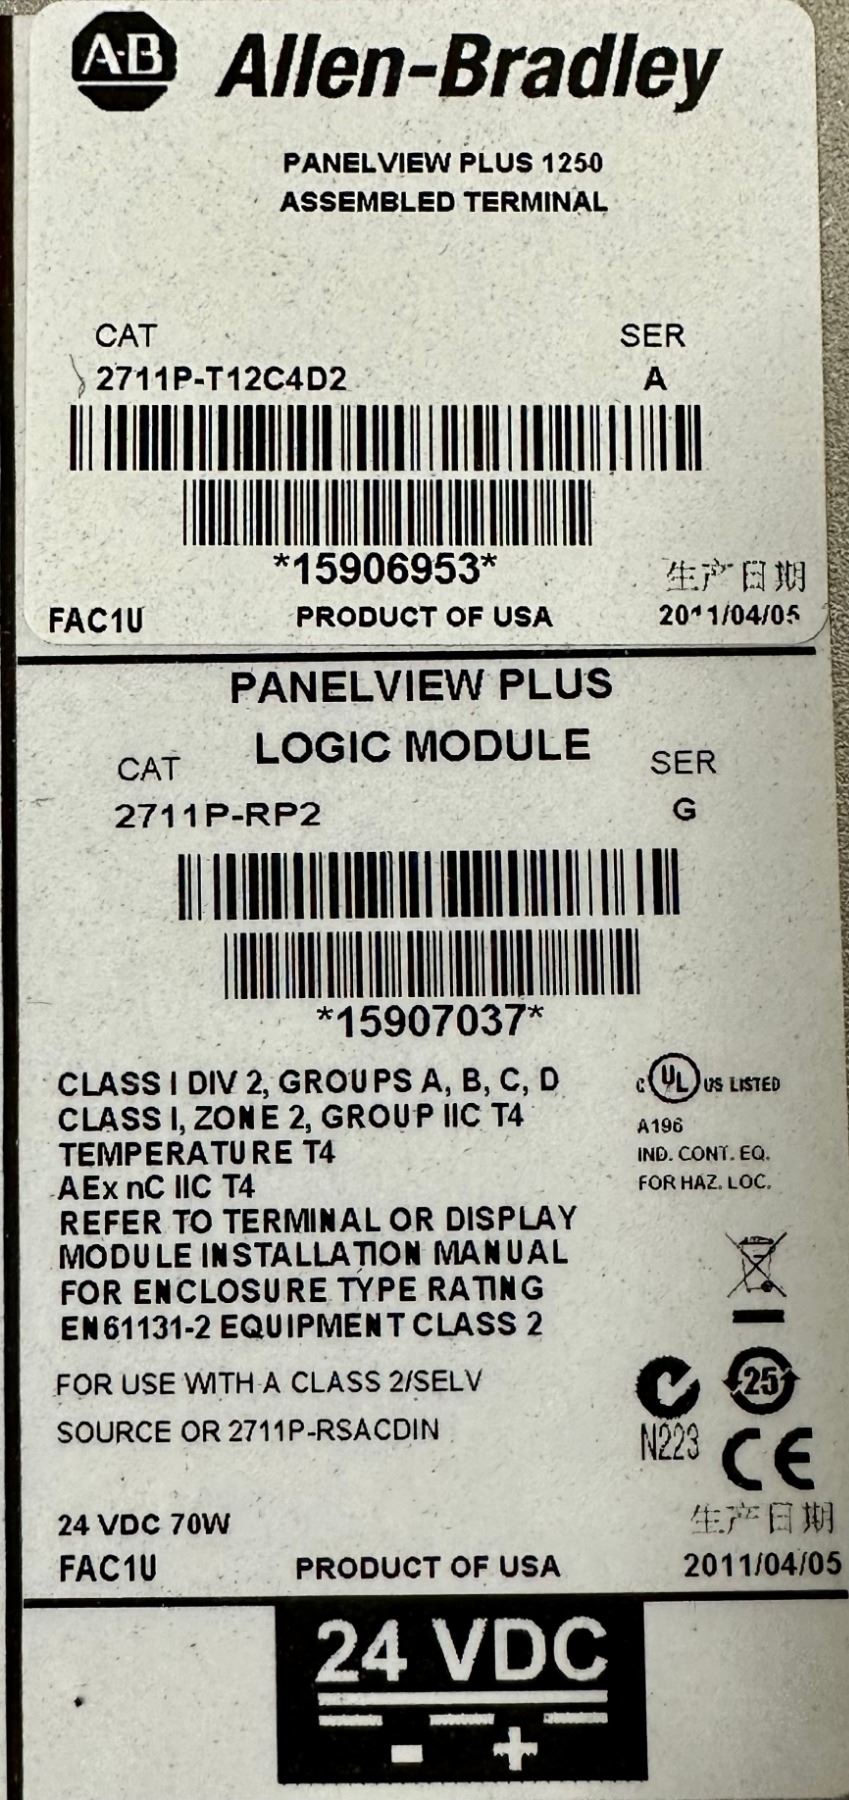 A·B Allen-Bradley
PANELVIEW PLUS 1250
ASSEMBLED TERMINAL
CAT SER
2711P-T12C4D2 A
*15906953*
生产日期
FAC1U PRODUCT OF USA 2011/04/05
PANELVIEW PLUS
LOGIC MODULE
CAT SER
2711P-RP2 G
*15907037*
CLASS I DIV 2, GROUPS A, B, C, D
CLASS I, ZONE 2, GROUP IIC T4
TEMPERATURE T4
AEx nC IIC T4
REFER TO TERMINAL OR DISPLAY
MODULE INSTALLATION MANUAL
FOR ENCLOSURE TYPE RATING
EN61131-2 EQUIPMENT CLASS 2
C UL US LISTED
A196
IND. CONT. EQ.
FOR HAZ. LOC.
FOR USE WITH A CLASS 2/SELV
SOURCE OR 2711P-RSACDIN
25
N223
CE
24 VDC 70W
生产日期
FAC1U PRODUCT OF USA 2011/04/05
24 VDC
- +